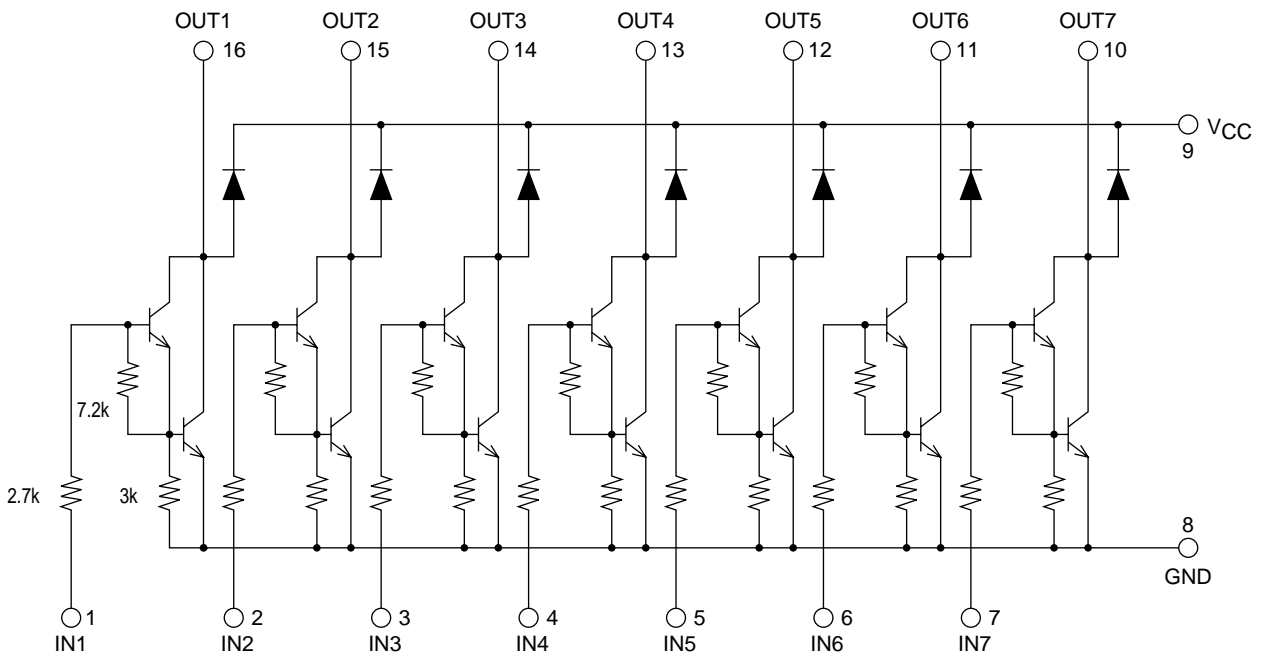 OUT1 OUT2 OUT3 OUT4 OUT5 OUT6 OUT7
16 15 14 13 12 11 10
VCC
9
7.2k
2.7k 3k
8
GND
1 2 3 4 5 6 7
IN1 IN2 IN3 IN4 IN5 IN6 IN7